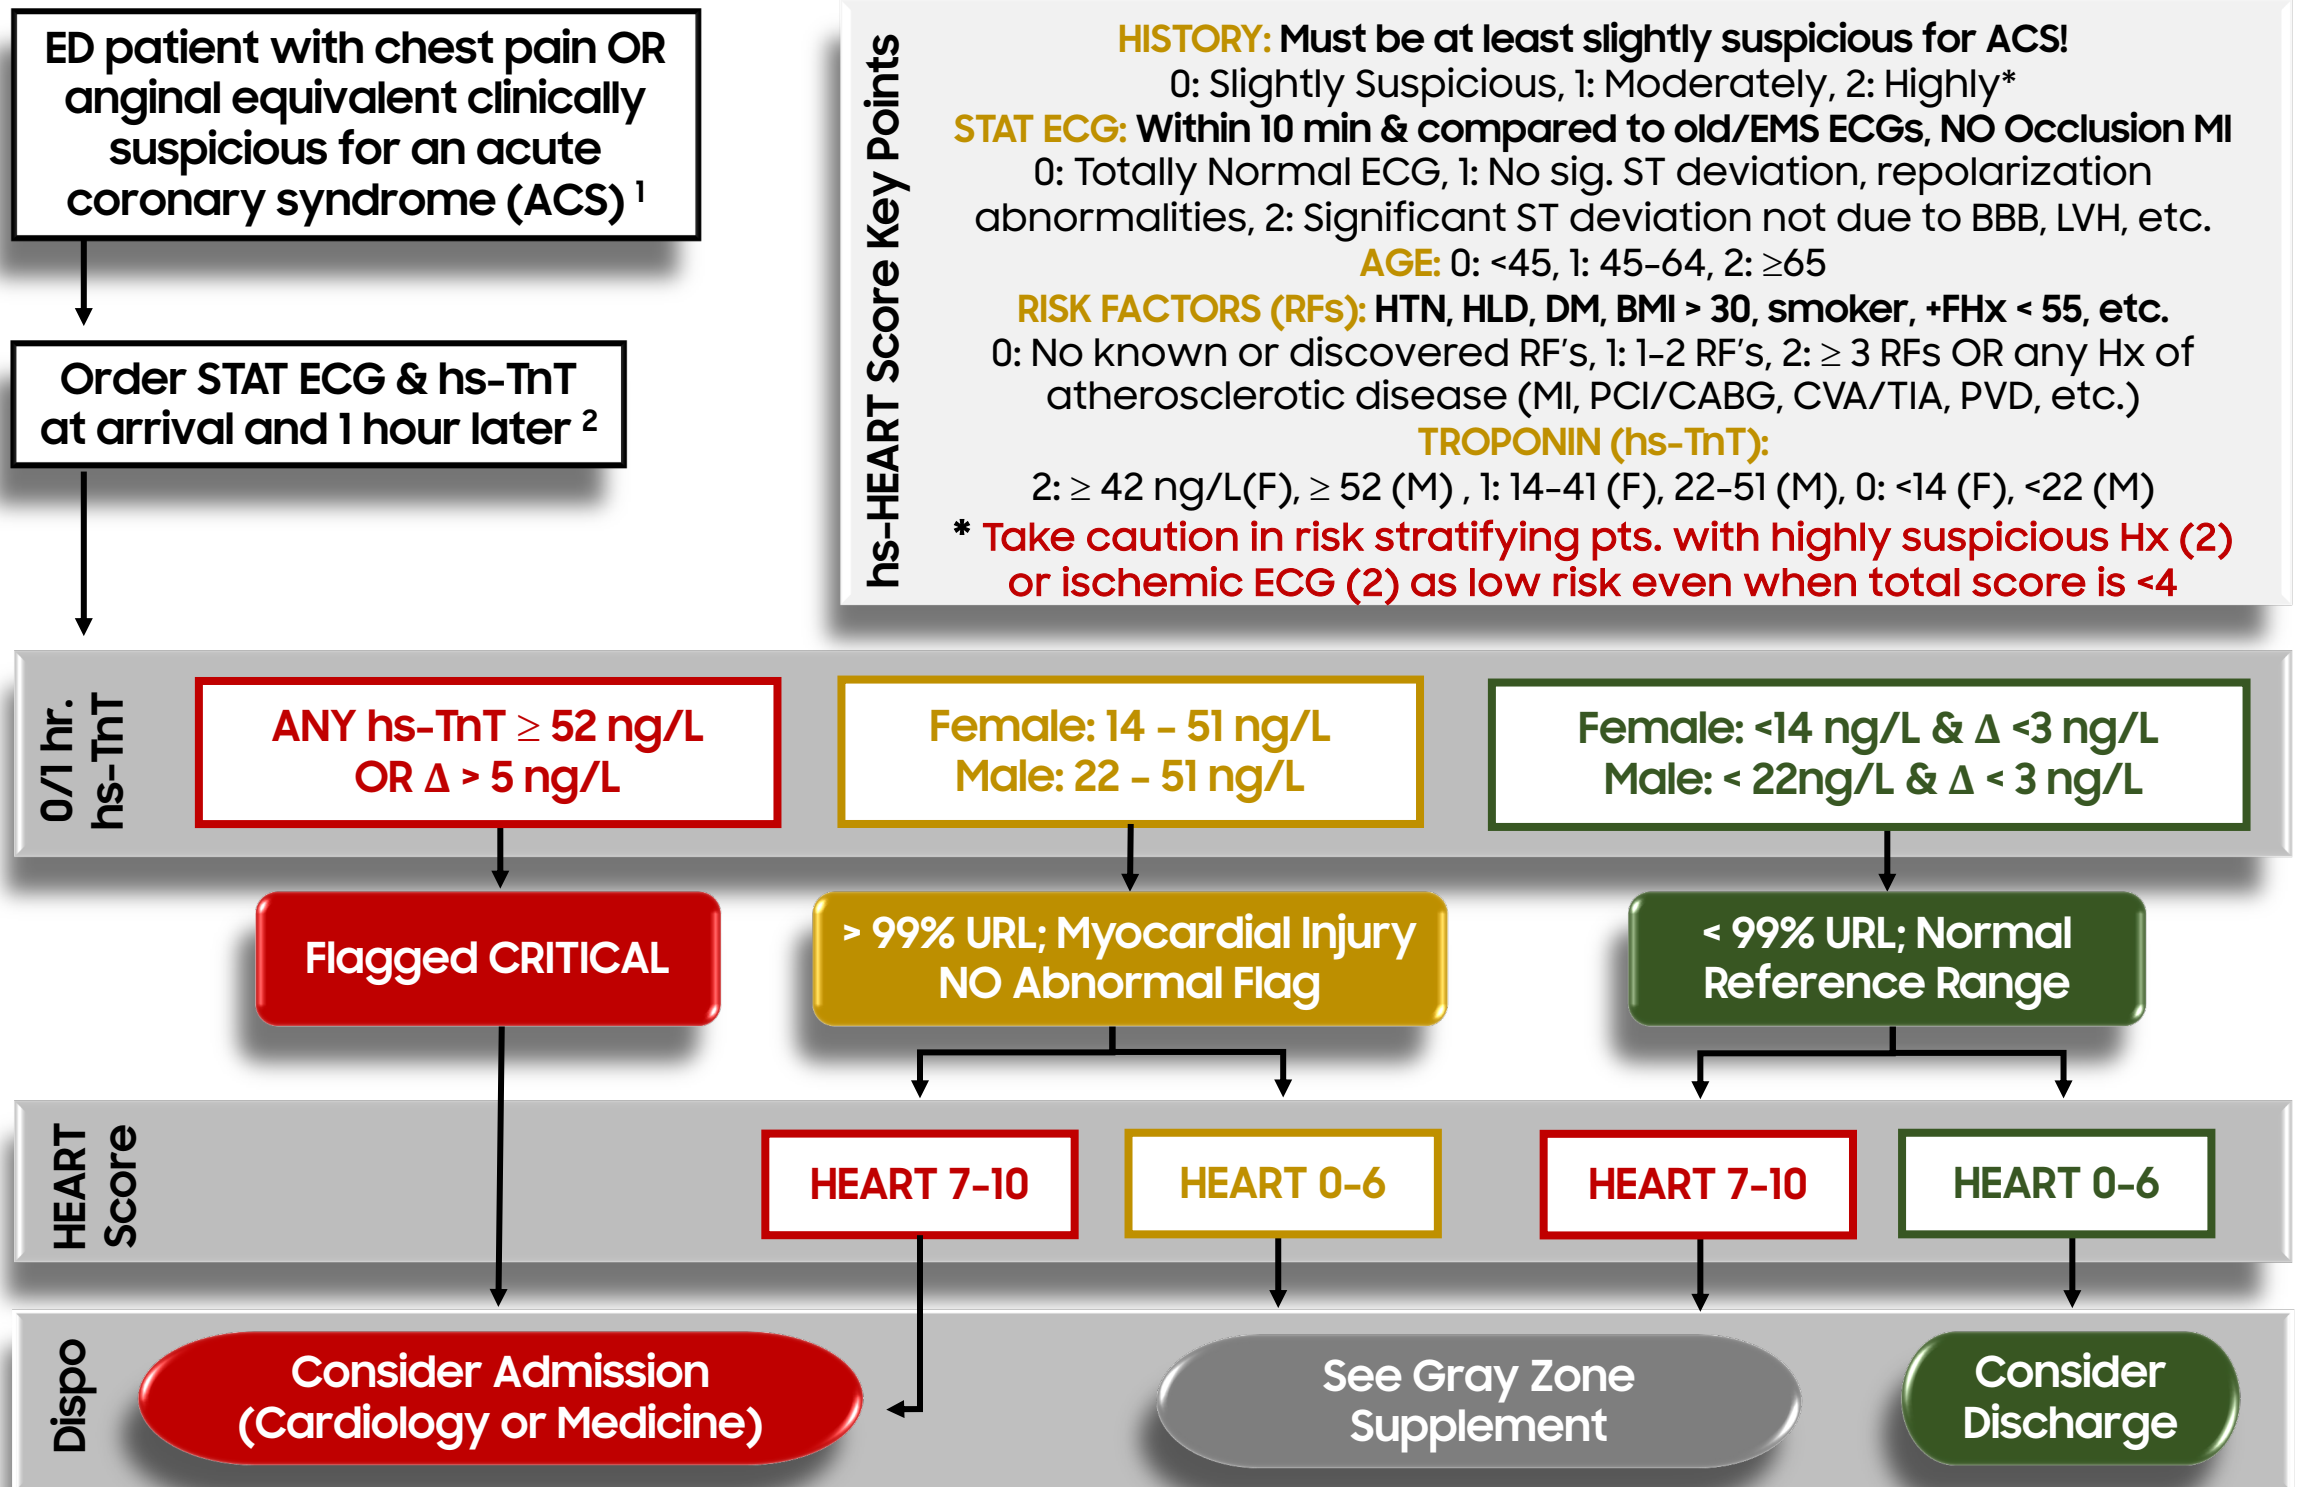 ED patient with chest pain OR
anginal equivalent clinically
suspicious for an acute
coronary syndrome (ACS) 1
Order STAT ECG & hs-TnT
at arrival and 1 hour later 2
hs-HEART Score Key Points
HISTORY: Must be at least slightly suspicious for ACS!
0: Slightly Suspicious, 1: Moderately, 2: Highly*
STAT ECG: Within 10 min & compared to old/EMS ECGs, NO Occlusion MI
0: Totally Normal ECG, 1: No sig. ST deviation, repolarization
abnormalities, 2: Significant ST deviation not due to BBB, LVH, etc.
AGE: 0: <45, 1: 45-64, 2: ≥65
RISK FACTORS (RFs): HTN, HLD, DM, BMI > 30, smoker, +FHx < 55, etc.
0: No known or discovered RF's, 1: 1-2 RF's, 2: ≥ 3 RFs OR any Hx of
atherosclerotic disease (MI, PCI/CABG, CVA/TIA, PVD, etc.)
TROPONIN (hs-TnT):
2: ≥ 42 ng/L(F), ≥ 52 (M) , 1: 14-41 (F), 22-51 (M), 0: <14 (F), <22 (M)
* Take caution in risk stratifying pts. with highly suspicious Hx (2)
or ischemic ECG (2) as low risk even when total score is <4
0/1 hr.
hs-TnT
ANY hs-TnT ≥ 52 ng/L
OR Δ > 5 ng/L
Female: 14 – 51 ng/L
Male: 22 – 51 ng/L
Female: <14 ng/L & Δ <3 ng/L
Male: < 22ng/L & Δ < 3 ng/L
Flagged CRITICAL
> 99% URL; Myocardial Injury
NO Abnormal Flag
< 99% URL; Normal
Reference Range
HEART
Score
HEART 7-10
HEART 0-6
HEART 7-10
HEART 0-6
Dispo
Consider Admission
(Cardiology or Medicine)
See Gray Zone
Supplement
Consider
Discharge